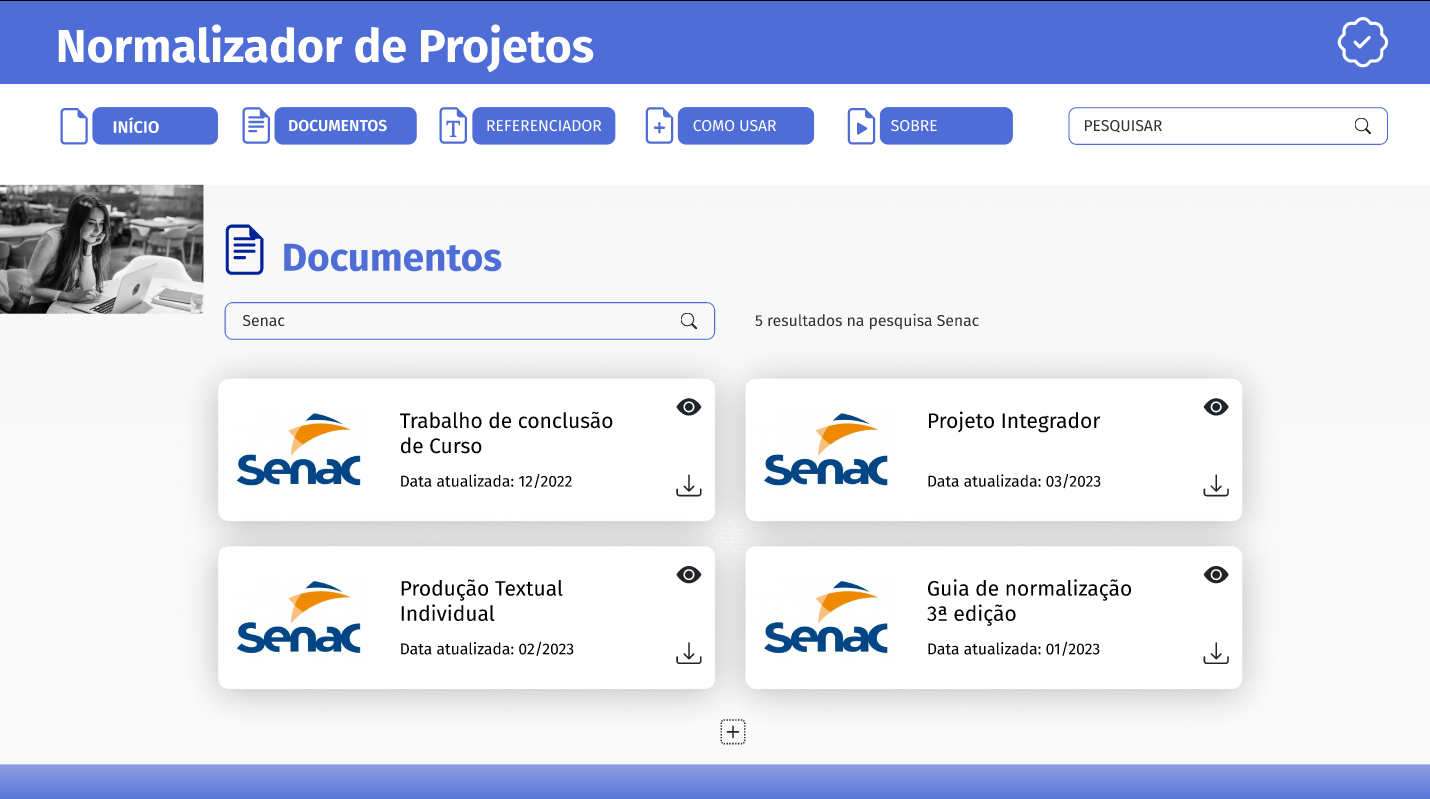 Normalizador de Projetos
INÍCIO
DOCUMENTOS
REFERENCIADOR
COMO USAR
SOBRE
PESQUISAR
Documentos
Senac
5 resultados na pesquisa Senac
Senac
Trabalho de conclusão
de Curso
Data atualizada: 12/2022
Senac
Projeto Integrador
Data atualizada: 03/2023
Senac
Produção Textual
Individual
Data atualizada: 02/2023
Senac
Guia de normalização
3ª edição
Data atualizada: 01/2023